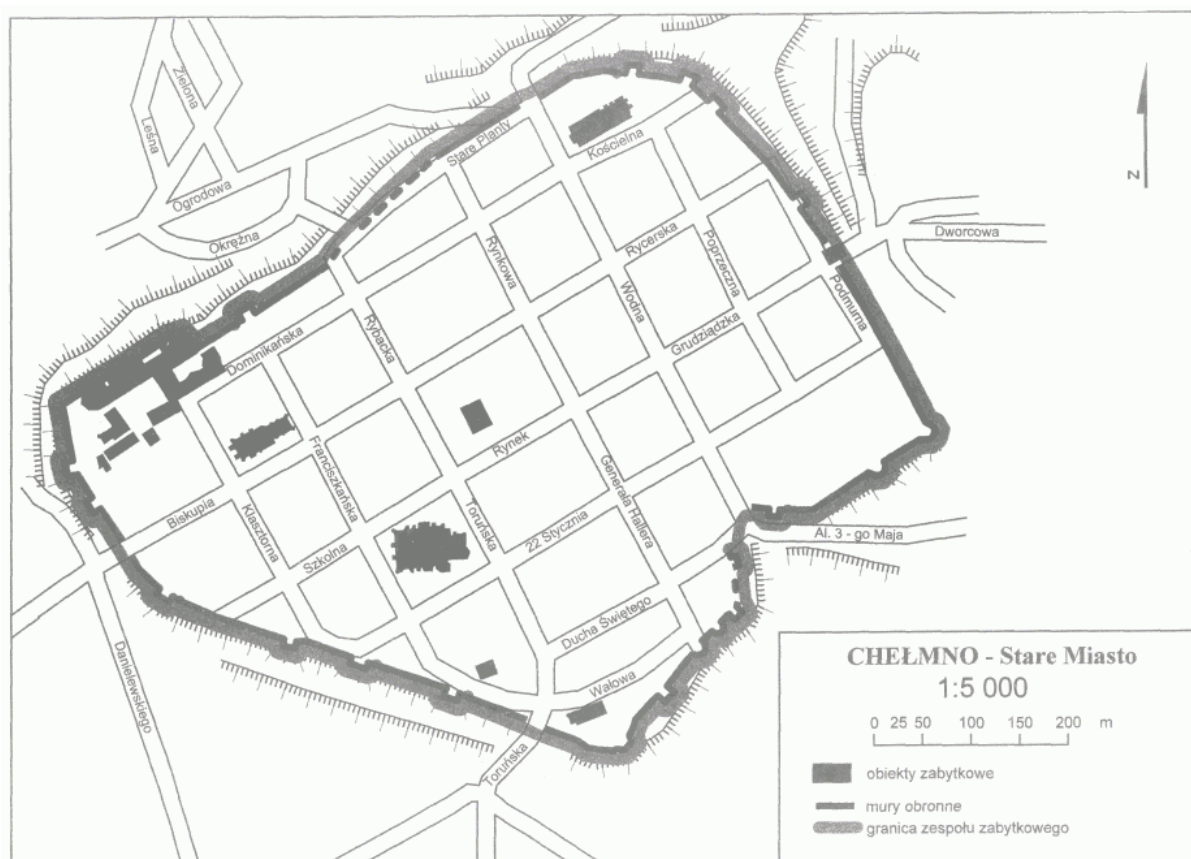 Zielona
Leśna
Ogrodowa
Okrężna
Stare Planty
Kościelna
Z
Dworcowa
Rycerska
Poprzeczna
Rynkowa
Wodna
Podmurna
Grudziądzka
Rybacka
Dominikańska
Rynek
Franciszkańska
Generała Hallera
Biskupia
Klasztorna
Toruńska
22 Stycznia
Szkolna
Al. 3 - go Maja
Ducha Świętego
Wałowa
Danielewskiego
Toruńska
CHEŁMNO - Stare Miasto
1:5 000
0 25 50 100 150 200 m
obiekty zabytkowe
mury obronne
granica zespołu zabytkowego